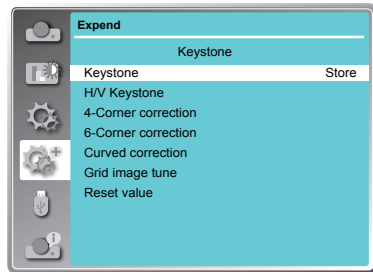 Expend
Keystone
Keystone Store
H/V Keystone
4-Corner correction
6-Corner correction
Curved correction
Grid image tune
Reset value